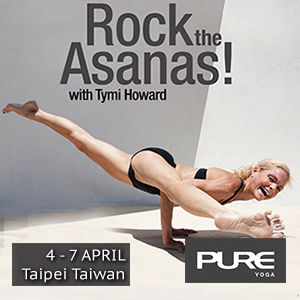 Rock the
Asanas!
with Tymi Howard
4 - 7 APRIL
Taipei Taiwan
PURE
YOGA